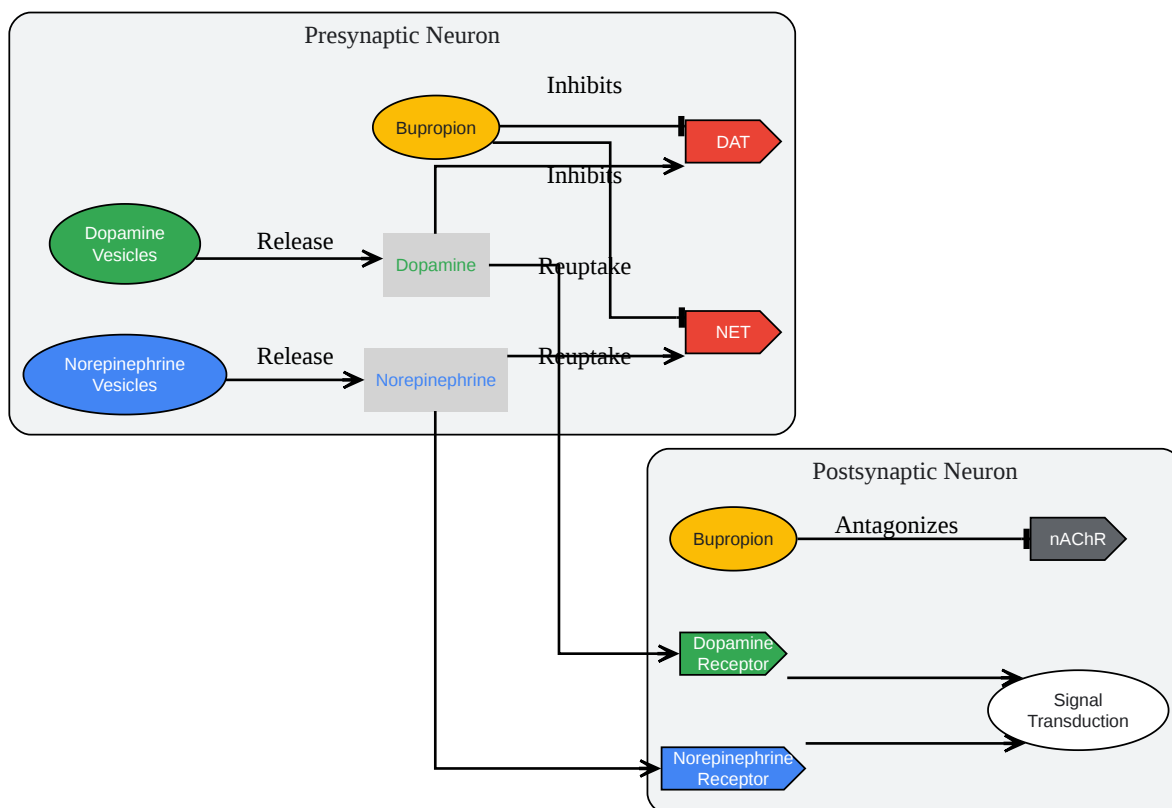 Presynaptic Neuron
Inhibits
Bupropion
DAT
Inhibits
Dopamine
Vesicles
Release
Dopamine
Reuptake
NET
Norepinephrine
Vesicles
Release
Norepinephrine
Reuptake
Postsynaptic Neuron
Bupropion
Antagonizes
nAChR
Dopamine
Receptor
Signal
Transduction
Norepinephrine
Receptor